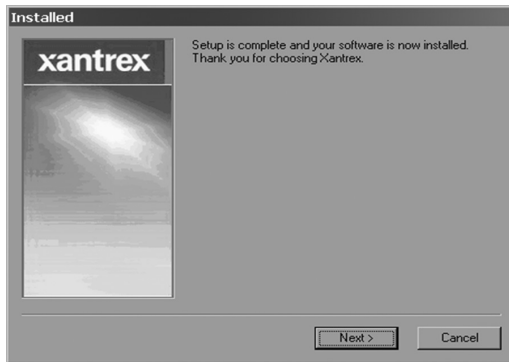 Installed
xantrex
Setup is complete and your software is now installed.
Thank you for choosing Xantrex.
Next >
Cancel